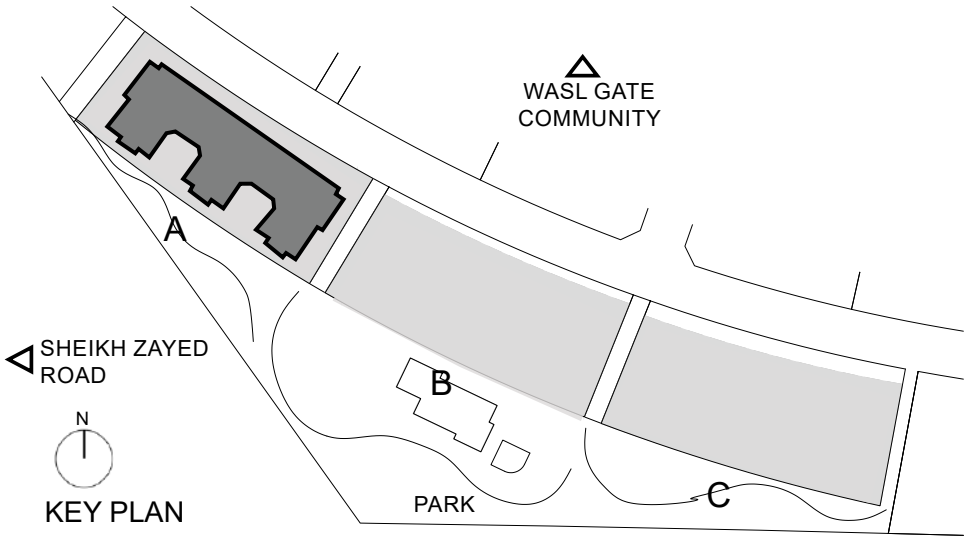 WASL GATE
COMMUNITY
A
SHEIKH ZAYED
ROAD
B
N
KEY PLAN
PARK
C